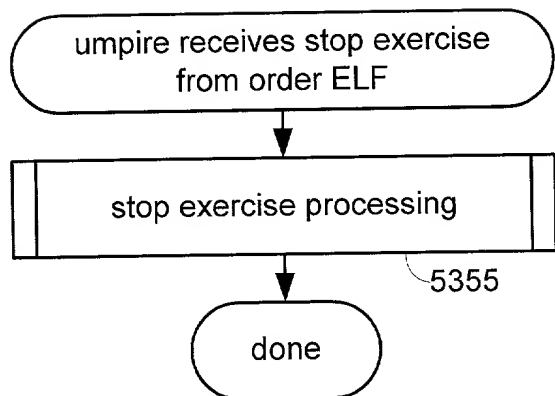 umpire receives stop exercise
from order ELF
stop exercise processing
5355
done